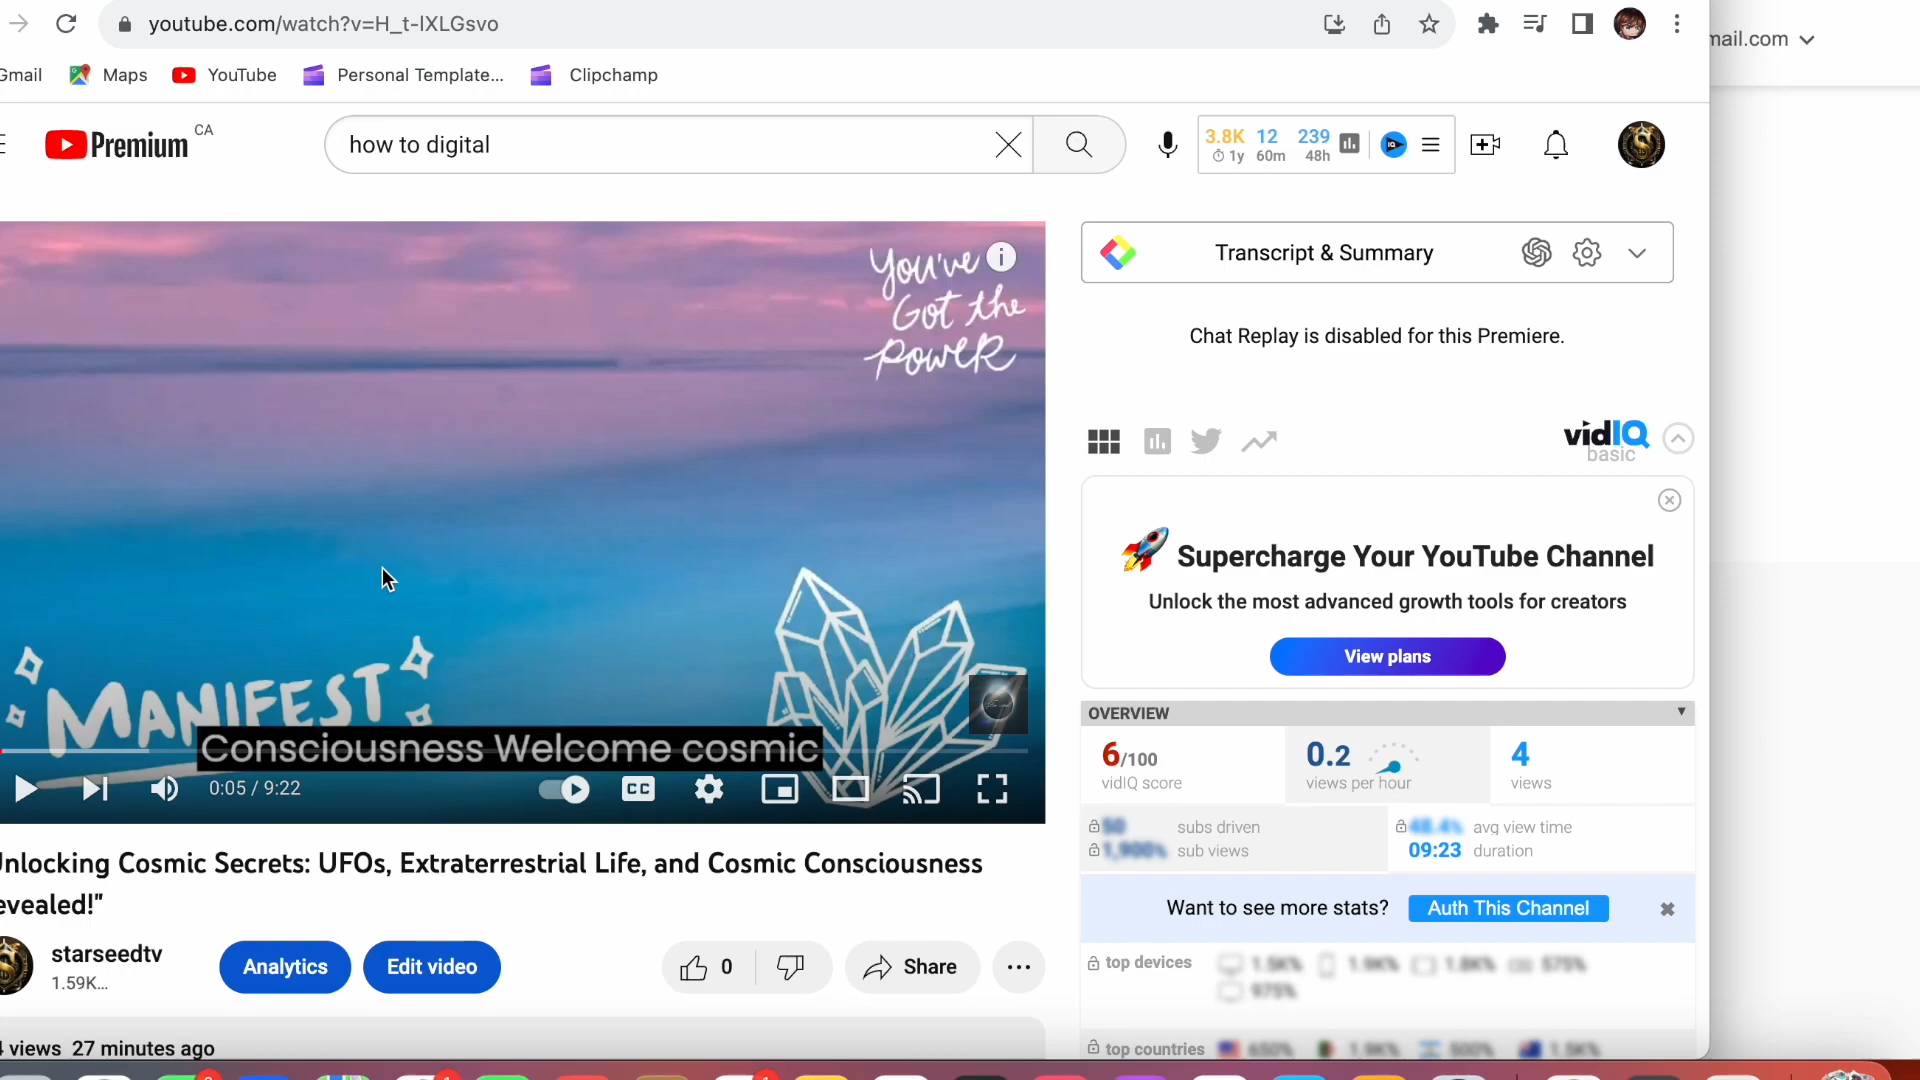 youtube.com/watch?v=H_t-lXLGsvo
mail.com
Gmail Maps YouTube Personal Template... Clipchamp
Premium CA
how to digital
3.8K 12 239
1y 60m 48h
You've
Got the
Power
Transcript & Summary
Chat Replay is disabled for this Premiere.
vidIQ
basic
Supercharge Your YouTube Channel
Unlock the most advanced growth tools for creators
View plans
MANIFEST
Consciousness Welcome cosmic
0:05 / 9:22
CC
OVERVIEW
6/100 0.2 4
vidIQ score views per hour views
subs driven avg view time
sub views 09:23 duration
Want to see more stats? Auth This Channel
nlocking Cosmic Secrets: UFOs, Extraterrestrial Life, and Cosmic Consciousness
evealed!"
starseedtv
1.59K...
Analytics Edit video 0 Share
top devices
4 views 27 minutes ago
top countries